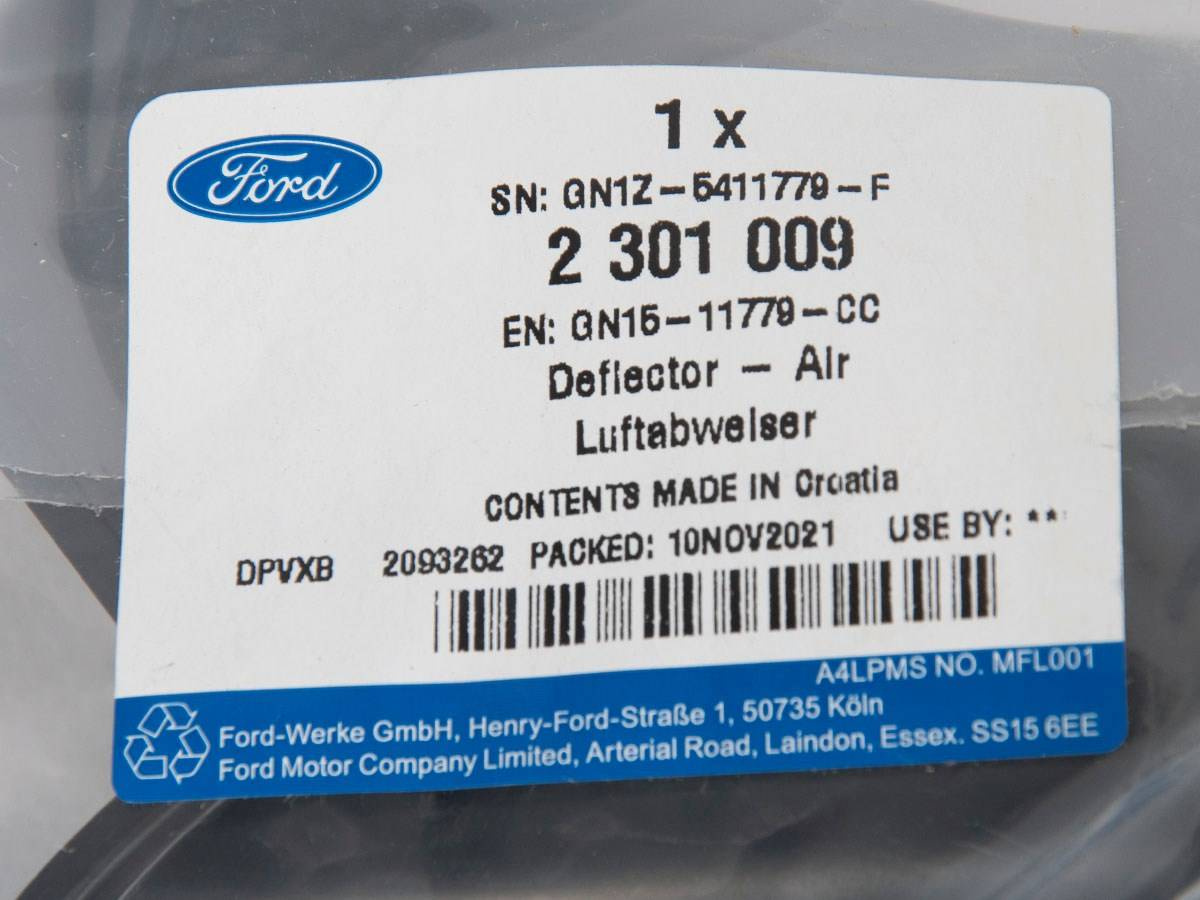 Ford
1 x
SN: GN1Z-5411779-F
2 301 009
EN: GN15-11779-CC
Deflector - Air
Luftabweiser
CONTENTS MADE IN Croatia
DPVXB 2093262 PACKED: 10NOV2021 USE BY: **
A4LPMS NO. MFL001
Ford-Werke GmbH, Henry-Ford-Straße 1, 50735 Köln
Ford Motor Company Limited, Arterial Road, Laindon, Essex. SS15 6EE